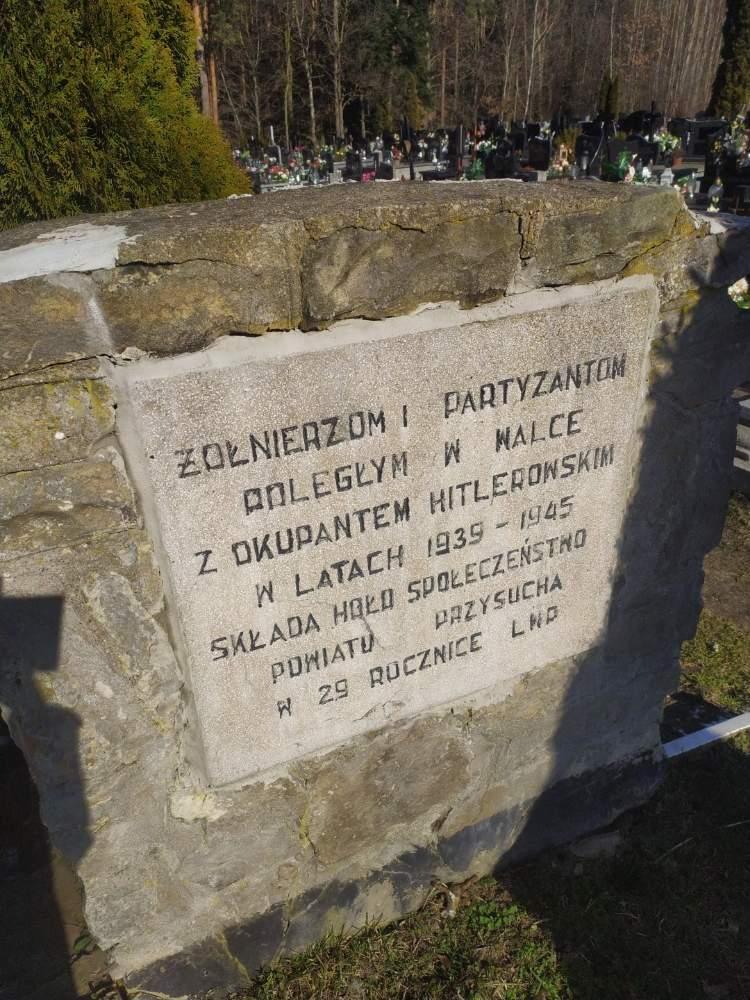 ŻOŁNIERZOM I PARTYZANTOM
POLEGŁYM W WALCE
Z OKUPANTEM HITLEROWSKIM
W LATACH 1939-1945
SKŁADA HOŁD SPOŁECZEŃSTWO
POWIATU PRZYSUCHA
W 29 ROCZNICE LWP